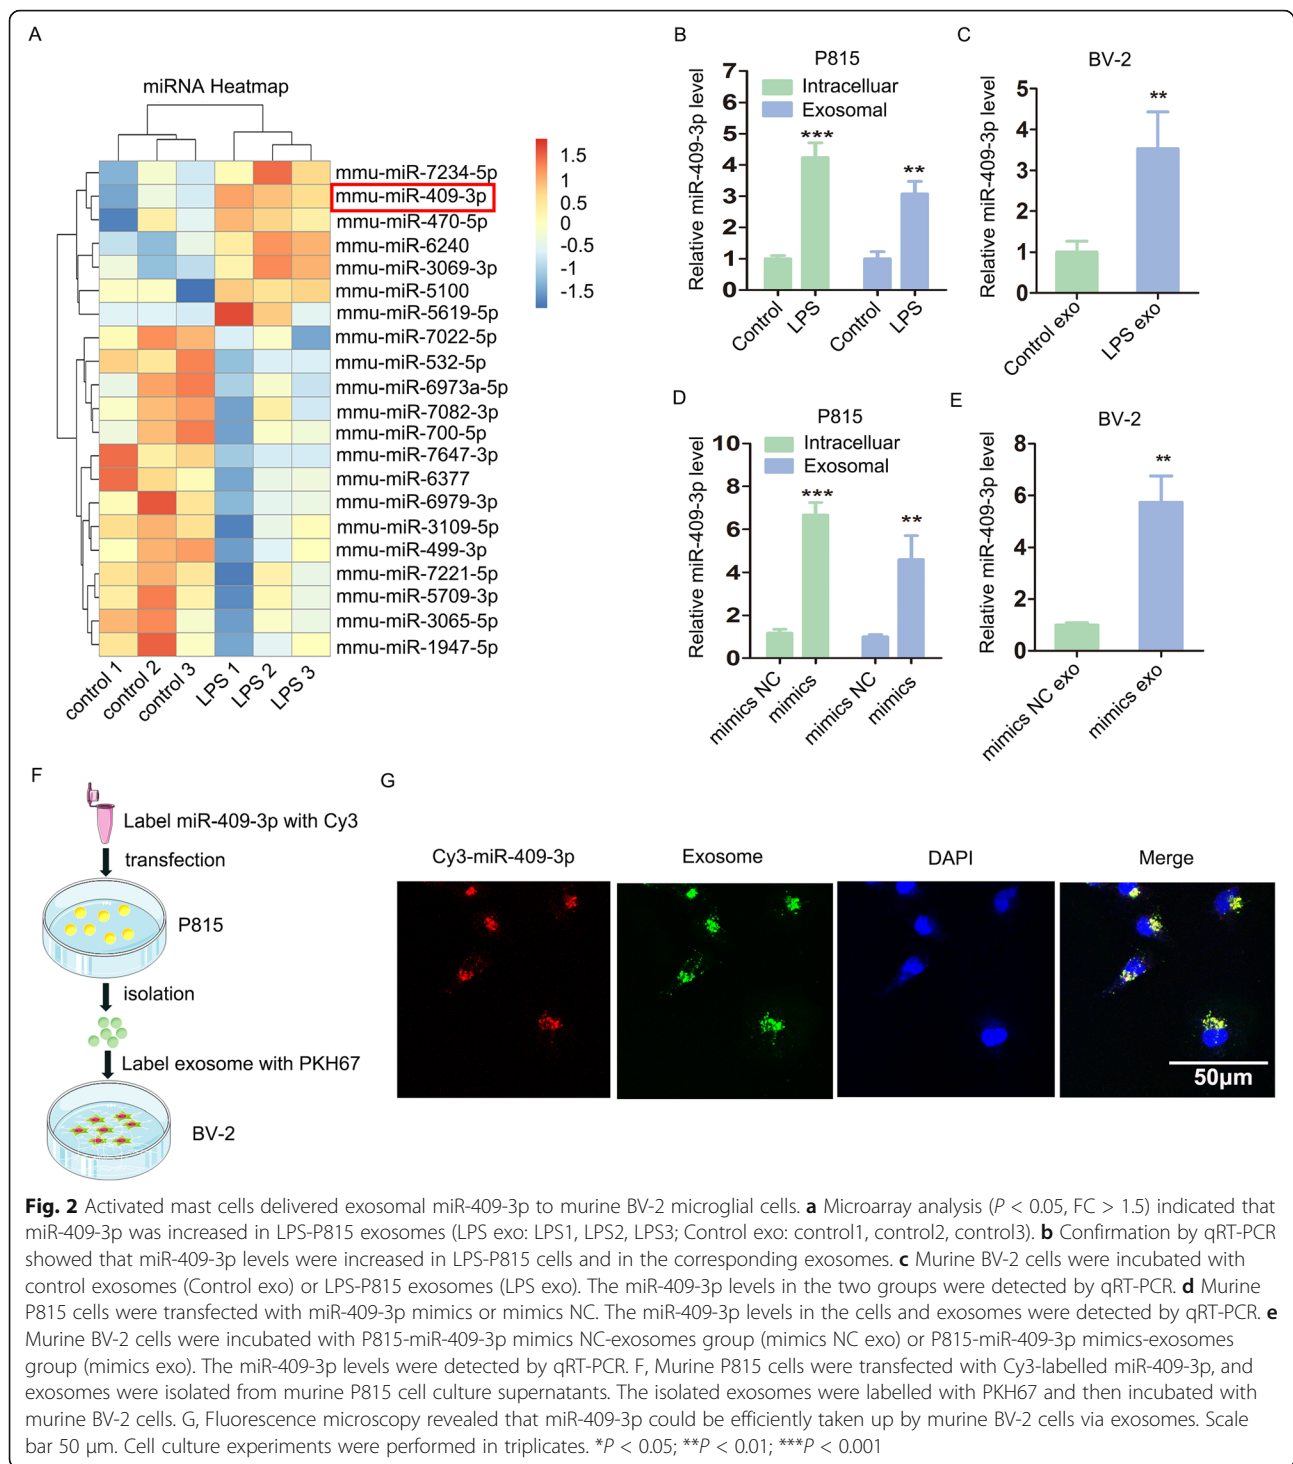 A
miRNA Heatmap
1.5
1
0.5
0
-0.5
-1
-1.5
mmu-miR-7234-5p
mmu-miR-409-3p
mmu-miR-470-5p
mmu-miR-6240
mmu-miR-3069-3p
mmu-miR-5100
mmu-miR-5619-5p
mmu-miR-7022-5p
mmu-miR-532-5p
mmu-miR-6973a-5p
mmu-miR-7082-3p
mmu-miR-700-5p
mmu-miR-7647-3p
mmu-miR-6377
mmu-miR-6979-3p
mmu-miR-3109-5p
mmu-miR-499-3p
mmu-miR-7221-5p
mmu-miR-5709-3p
mmu-miR-3065-5p
mmu-miR-1947-5p
control 1
control 2
control 3
LPS 1
LPS 2
LPS 3
B
P815
Intracelluar
Exosomal
Relative miR-409-3p level
7
6
5
4
3
2
1
0
***
**
Control
LPS
Control
LPS
C
BV-2
Relative miR-409-3p level
5
4
3
2
1
0
**
Control exo
LPS exo
D
P815
Intracelluar
Exosomal
Relative miR-409-3p level
10
8
6
4
2
0
***
**
mimics NC
mimics
mimics NC
mimics
E
BV-2
Relative miR-409-3p level
8
6
4
2
0
**
mimics NC exo
mimics exo
F
Label miR-409-3p with Cy3
transfection
P815
isolation
Label exosome with PKH67
BV-2
G
Cy3-miR-409-3p
Exosome
DAPI
Merge
50μm
Fig. 2 Activated mast cells delivered exosomal miR-409-3p to murine BV-2 microglial cells. a Microarray analysis (P < 0.05, FC > 1.5) indicated that
miR-409-3p was increased in LPS-P815 exosomes (LPS exo: LPS1, LPS2, LPS3; Control exo: control1, control2, control3). b Confirmation by qRT-PCR
showed that miR-409-3p levels were increased in LPS-P815 cells and in the corresponding exosomes. c Murine BV-2 cells were incubated with
control exosomes (Control exo) or LPS-P815 exosomes (LPS exo). The miR-409-3p levels in the two groups were detected by qRT-PCR. d Murine
P815 cells were transfected with miR-409-3p mimics or mimics NC. The miR-409-3p levels in the cells and exosomes were detected by qRT-PCR. e
Murine BV-2 cells were incubated with P815-miR-409-3p mimics NC-exosomes group (mimics NC exo) or P815-miR-409-3p mimics-exosomes
group (mimics exo). The miR-409-3p levels were detected by qRT-PCR. F, Murine P815 cells were transfected with Cy3-labelled miR-409-3p, and
exosomes were isolated from murine P815 cell culture supernatants. The isolated exosomes were labelled with PKH67 and then incubated with
murine BV-2 cells. G, Fluorescence microscopy revealed that miR-409-3p could be efficiently taken up by murine BV-2 cells via exosomes. Scale
bar 50 μm. Cell culture experiments were performed in triplicates. *P < 0.05; **P < 0.01; ***P < 0.001